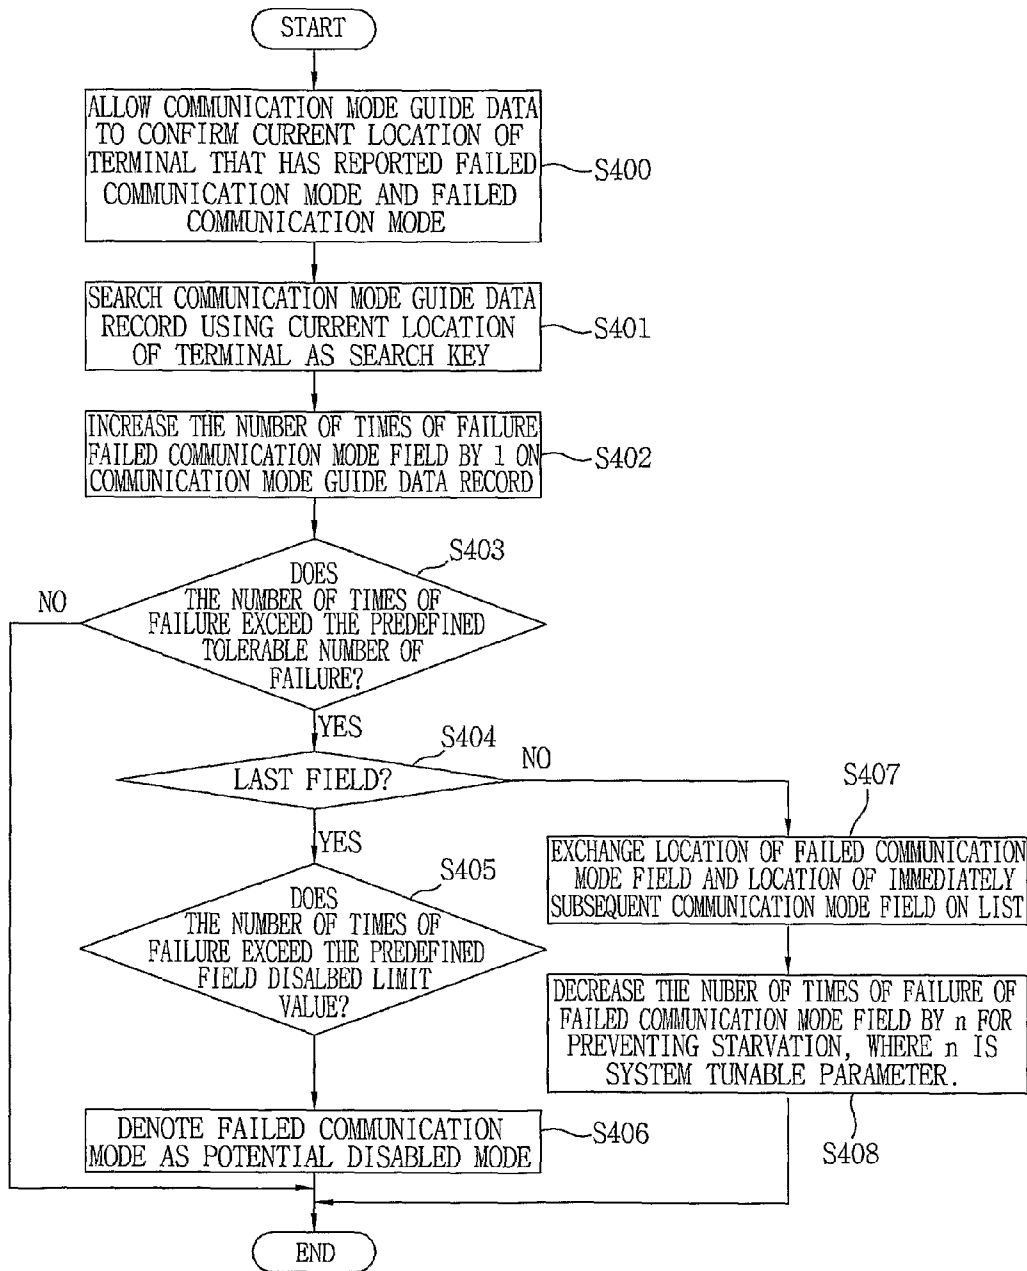 START
ALLOW COMMUNICATION MODE GUIDE DATA
TO CONFIRM CURRENT LOCATION OF
TERMINAL THAT HAS REPORTED FAILED
COMMUNICATION MODE AND FAILED
COMMUNICATION MODE
S400
SEARCH COMMUNICATION MODE GUIDE DATA
RECORD USING CURRENT LOCATION
OF TERMINAL AS SEARCH KEY
S401
INCREASE THE NUMBER OF TIMES OF FAILURE
FAILED COMMUNICATION MODE FIELD BY 1 ON
COMMUNICATION MODE GUIDE DATA RECORD
S402
S403
DOES
THE NUMBER OF TIMES OF
FAILURE EXCEED THE PREDEFINED
TOLERABLE NUMBER OF
FAILURE?
NO
YES
S404
LAST FIELD?
NO
YES
S407
EXCHANGE LOCATION OF FAILED COMMUNICATION
MODE FIELD AND LOCATION OF IMMEDIATELY
SUBSEQUENT COMMUNICATION MODE FIELD ON LIST
S405
DOES
THE NUMBER OF TIMES OF
FAILURE EXCEED THE PREDEFINED
FIELD DISALBED LIMIT
VALUE?
DECREASE THE NUBER OF TIMES OF FAILURE OF
FAILED COMMUNICATION MODE FIELD BY n FOR
PREVENTING STARVATION, WHERE n IS
SYSTEM TUNABLE PARAMETER.
S408
DENOTE FAILED COMMUNICATION
MODE AS POTENTIAL DISABLED MODE
S406
END